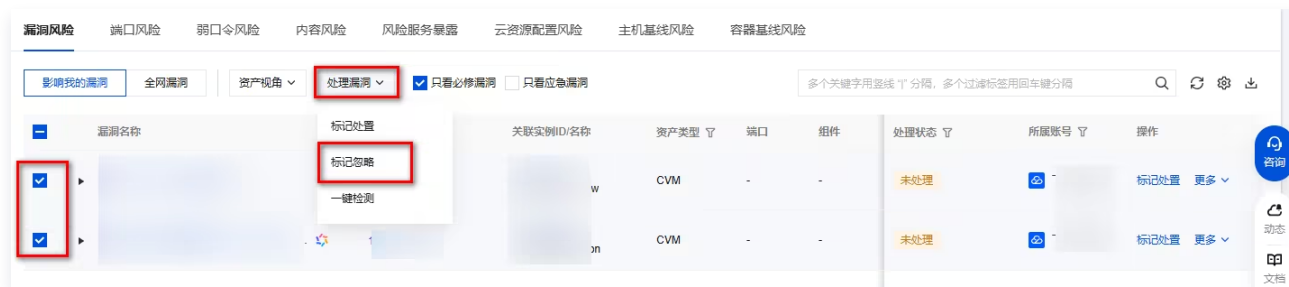 漏洞风险 端口风险 弱口令风险 内容风险 风险服务暴露 云资源配置风险 主机基线风险 容器基线风险
影响我的漏洞 全网漏洞 资产视角 处理漏洞 只看必修漏洞 只看应急漏洞 多个关键字用竖线 "|" 分隔，多个过滤标签用回车键分隔
漏洞名称 关联实例ID/名称 资产类型 端口 组件 处理状态 所属账号 操作
标记处置
标记忽略
一键检测
w CVM - - 未处理 标记处置 更多
on CVM - - 未处理 标记处置 更多
咨询
动态
文档